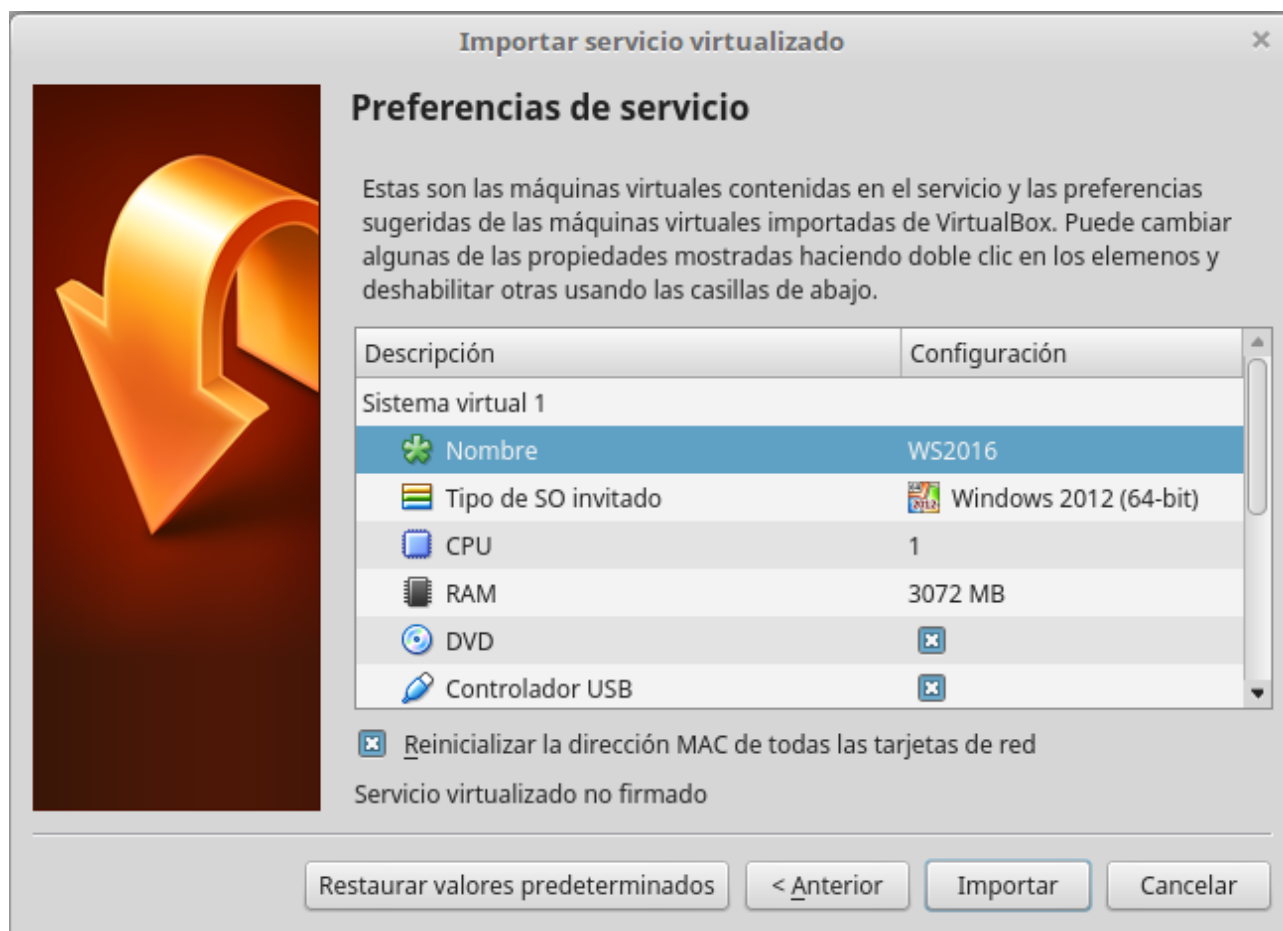 Importar servicio virtualizado
Preferencias de servicio
Estas son las máquinas virtuales contenidas en el servicio y las preferencias
sugeridas de las máquinas virtuales importadas de VirtualBox. Puede cambiar
algunas de las propiedades mostradas haciendo doble clic en los elemenos y
deshabilitar otras usando las casillas de abajo.
Descripción Configuración
Sistema virtual 1
Nombre WS2016
Tipo de SO invitado Windows 2012 (64-bit)
CPU 1
RAM 3072 MB
DVD
Controlador USB
Reinicializar la dirección MAC de todas las tarjetas de red
Servicio virtualizado no firmado
Restaurar valores predeterminados < Anterior Importar Cancelar